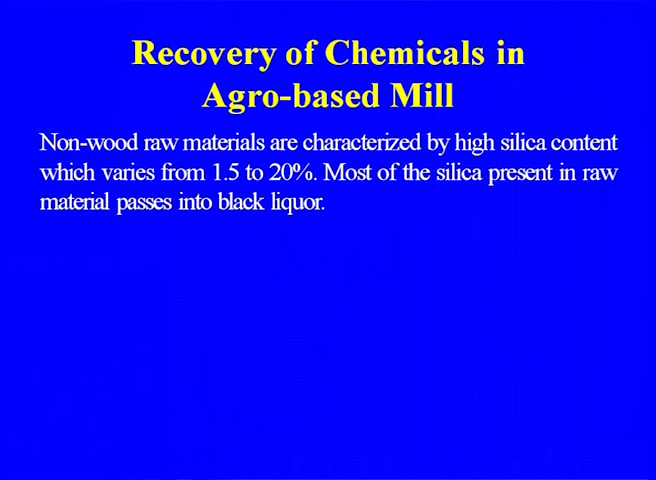 Recovery of Chemicals in
Agro-based Mill
Non-wood raw materials are characterized by high silica content
which varies from 1.5 to 20%. Most of the silica present in raw
material passes into black liquor.